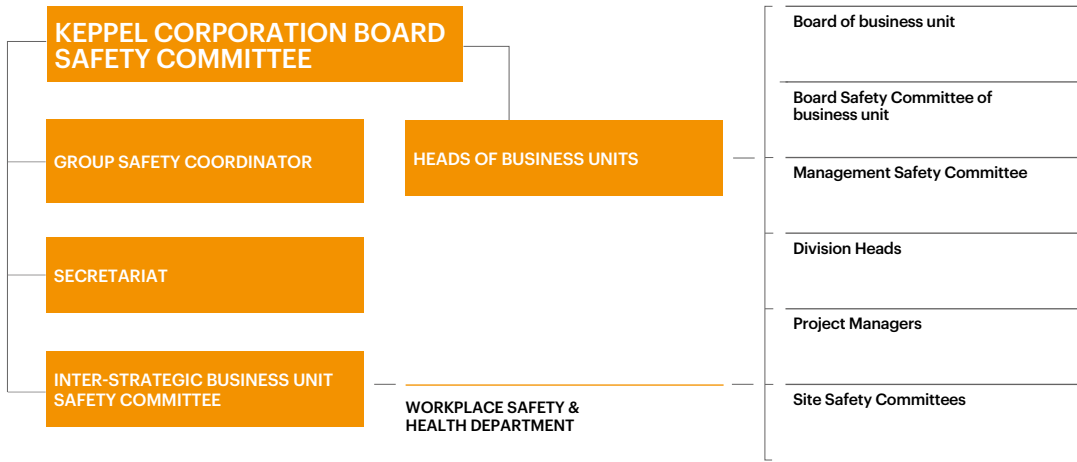 KEPPEL CORPORATION BOARD
SAFETY COMMITTEE
GROUP SAFETY COORDINATOR
SECRETARIAT
INTER-STRATEGIC BUSINESS UNIT
SAFETY COMMITTEE
HEADS OF BUSINESS UNITS
WORKPLACE SAFETY &
HEALTH DEPARTMENT
Board of business unit
Board Safety Committee of
business unit
Management Safety Committee
Division Heads
Project Managers
Site Safety Committees